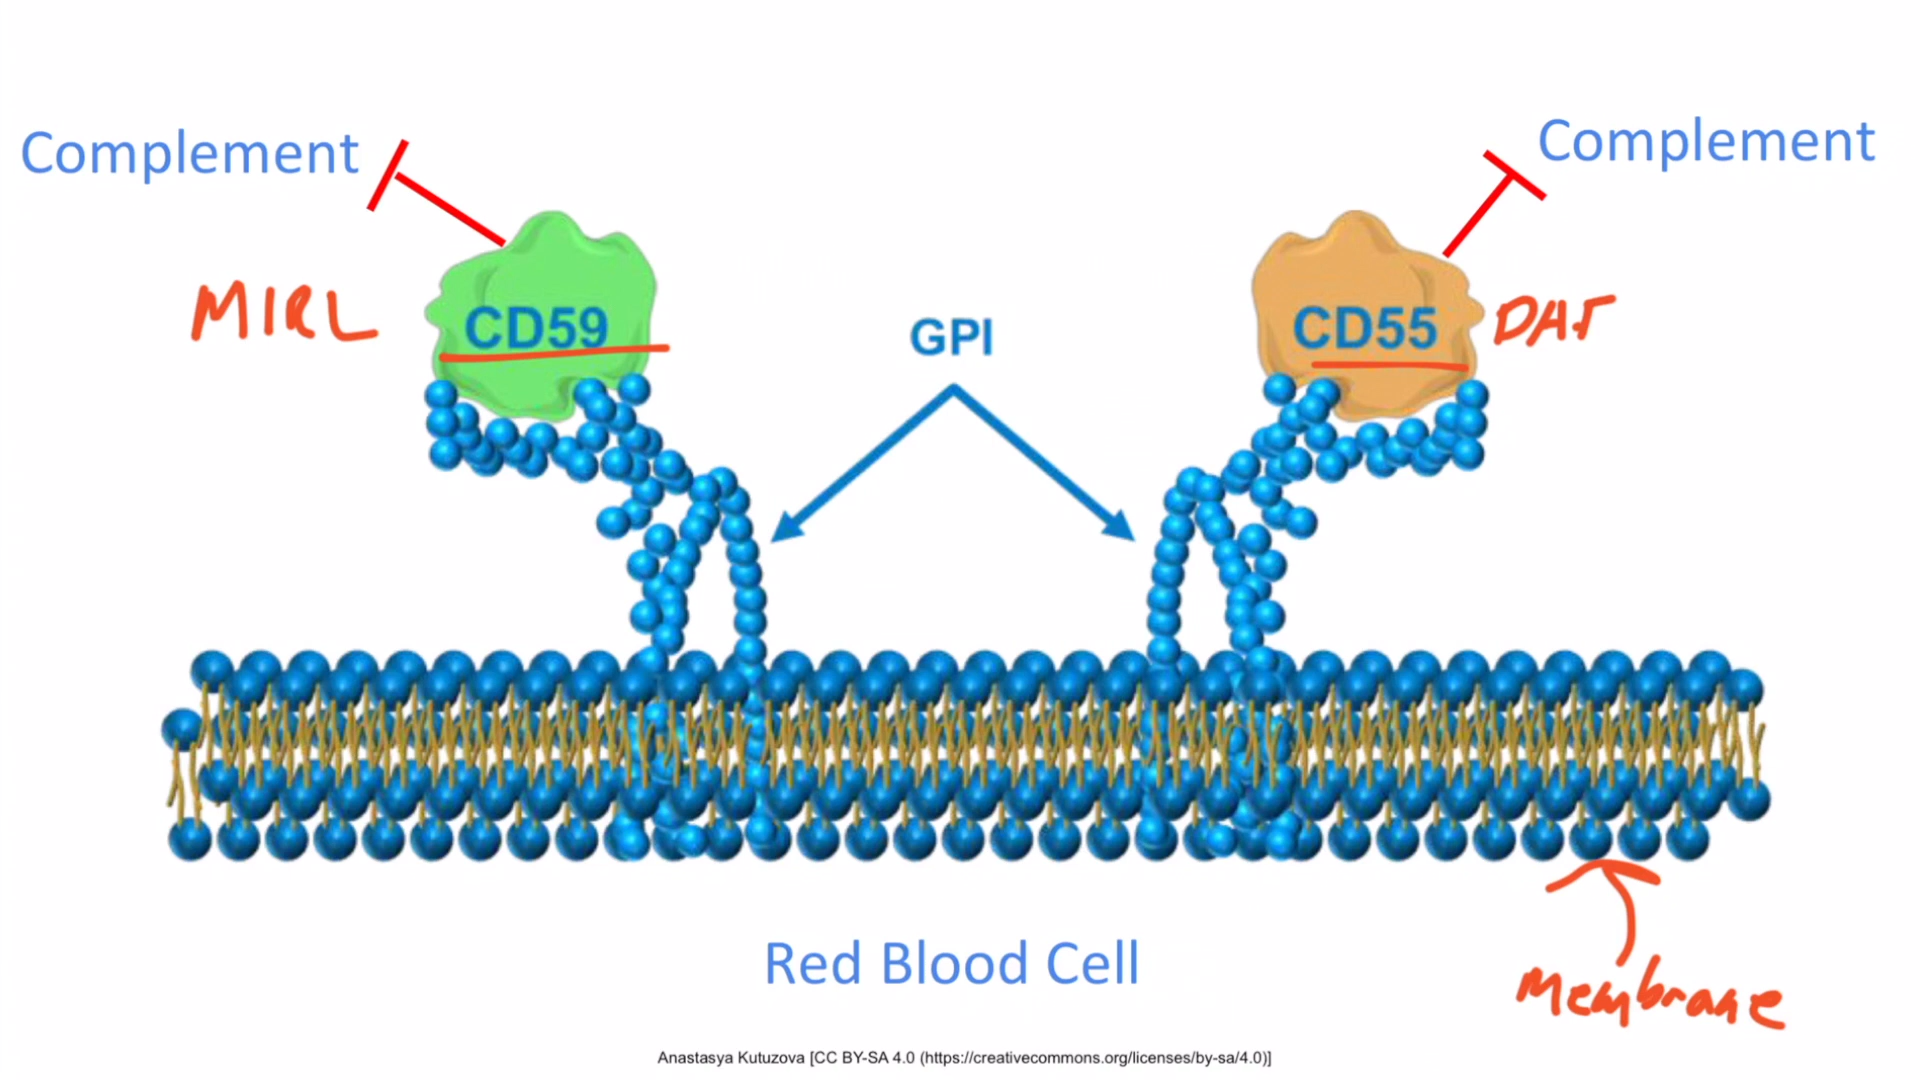 Complement
Complement
MIRL
CD59
GPI
CD55
DAF
Red Blood Cell
Membrane
Anastasya Kutuzova [CC BY-SA 4.0 (https://creativecommons.org/licenses/by-sa/4.0)]